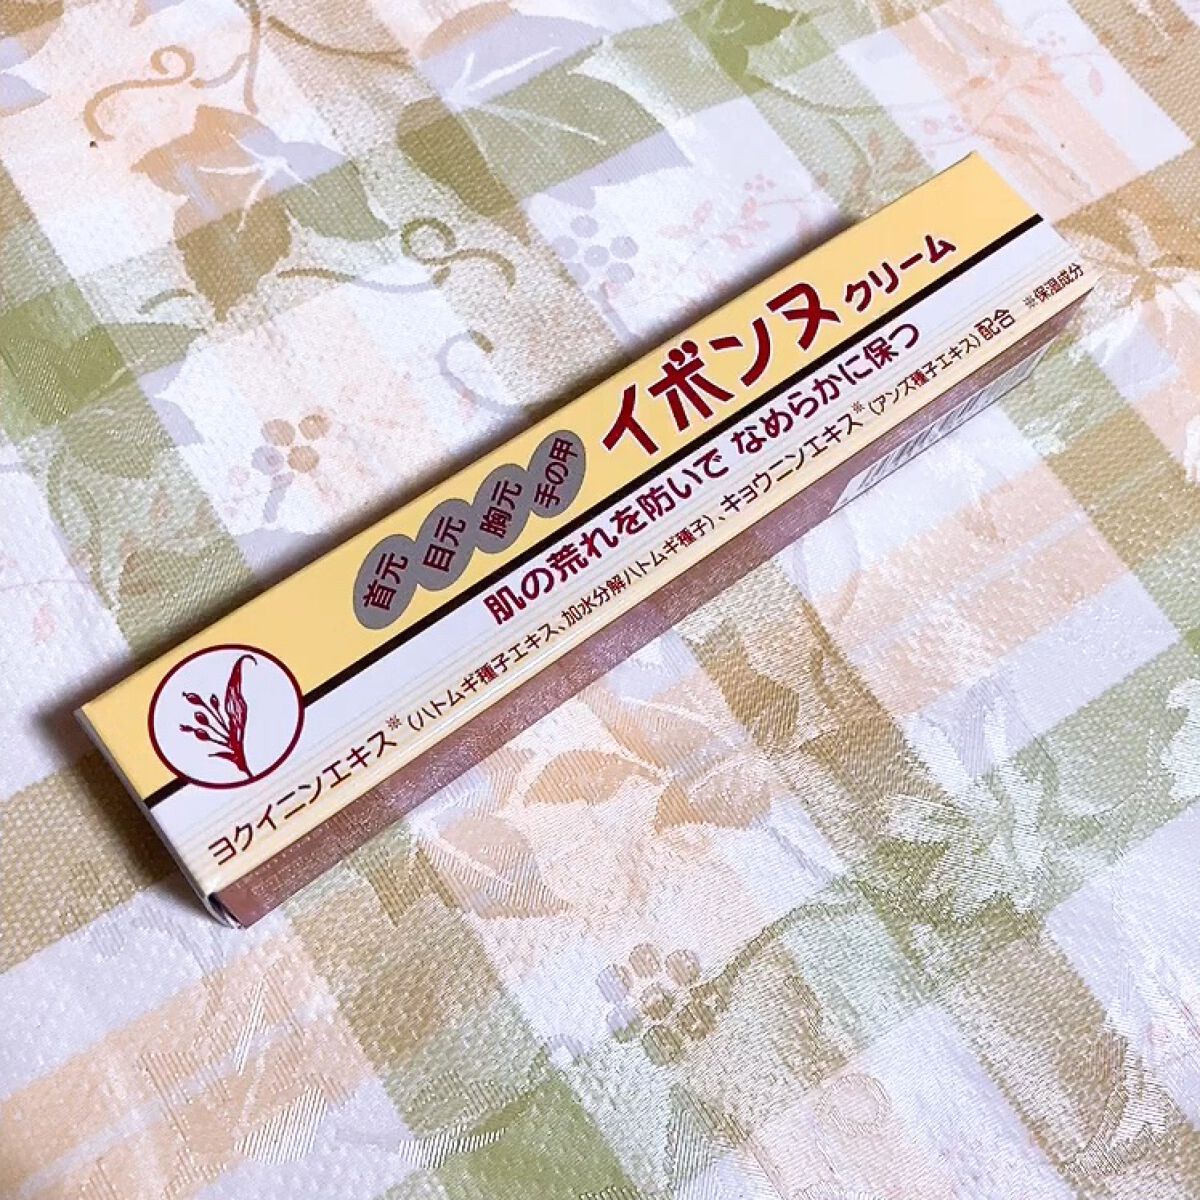 首元
目元
胸元
手の甲
イボンヌ クリーム
肌の荒れを防いで なめらかに保つ
ヨクイニンエキス※(ハトムギ種子エキス、加水分解ハトムギ種子)、キョウニンエキス※(アンズ種子エキス)配合 ※保湿成分